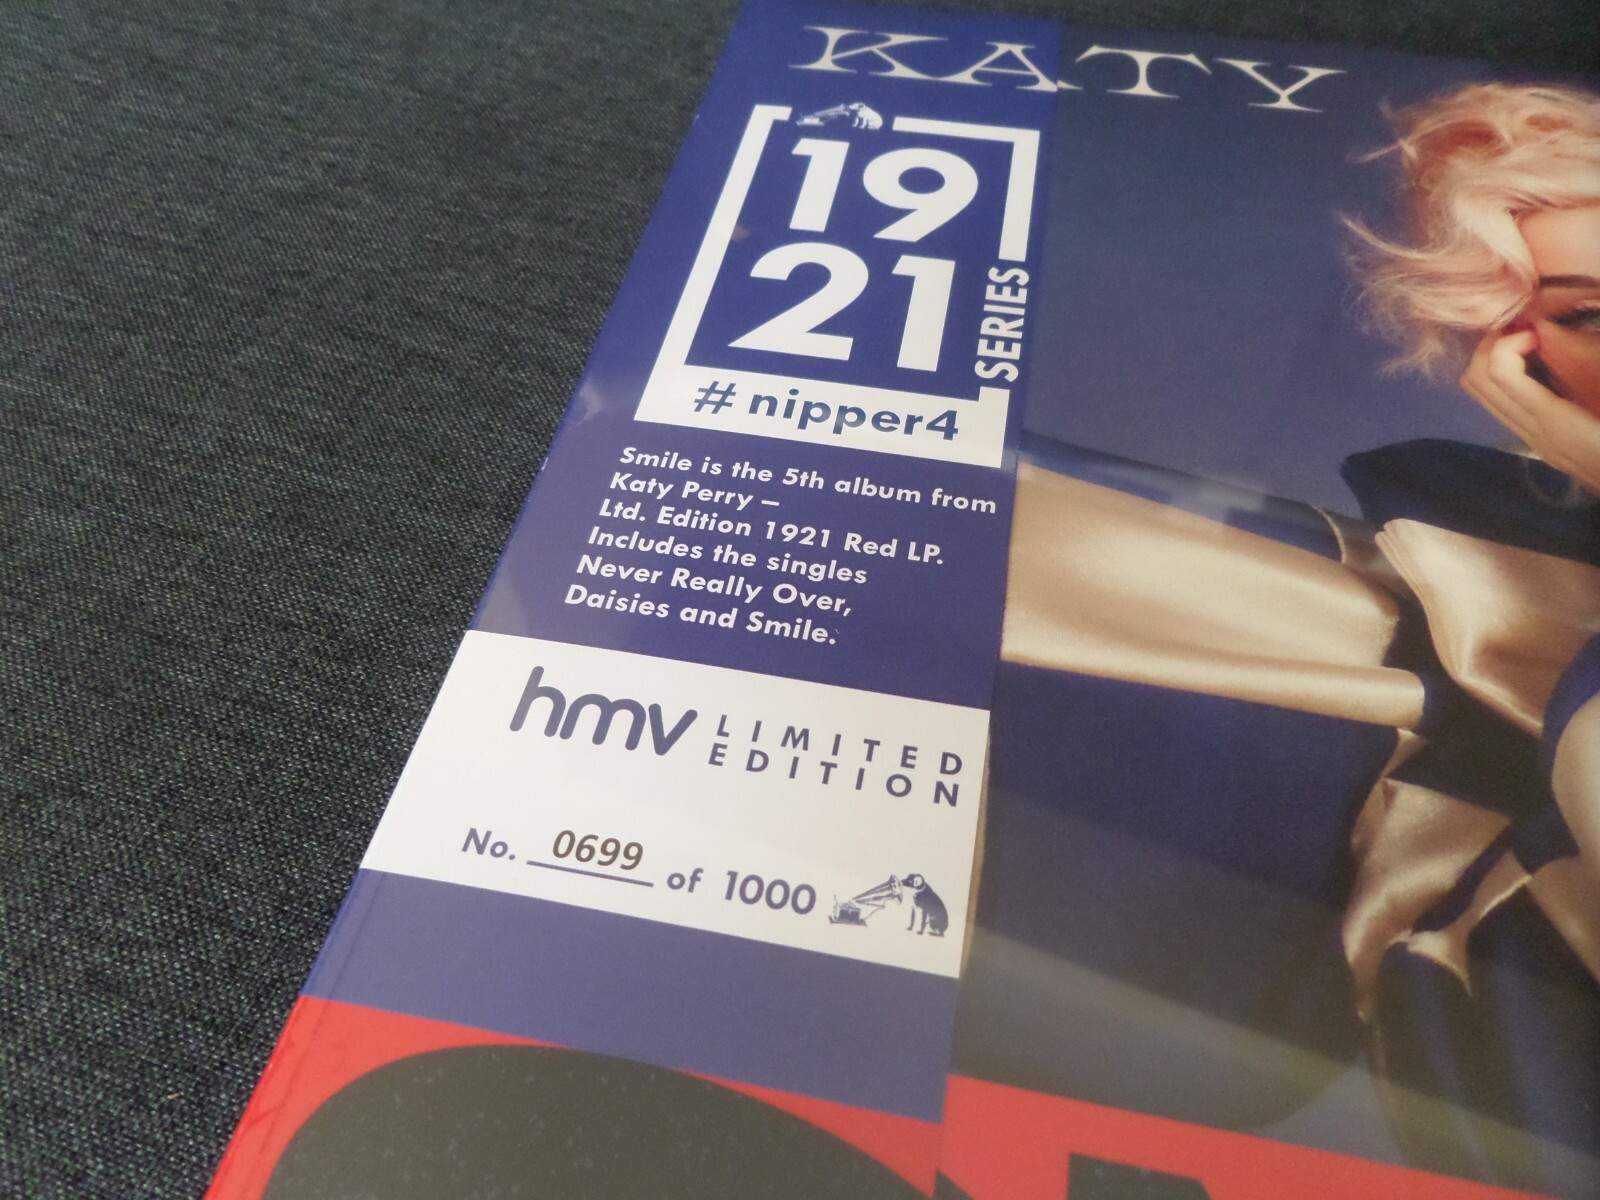 KATY
19
21
SERIES
#nipper4
Smile is the 5th album from
Katy Perry –
Ltd. Edition 1921 Red LP.
Includes the singles
Never Really Over,
Daisies and Smile.
hmv LIMITED
EDITION
No. 0699 of 1000